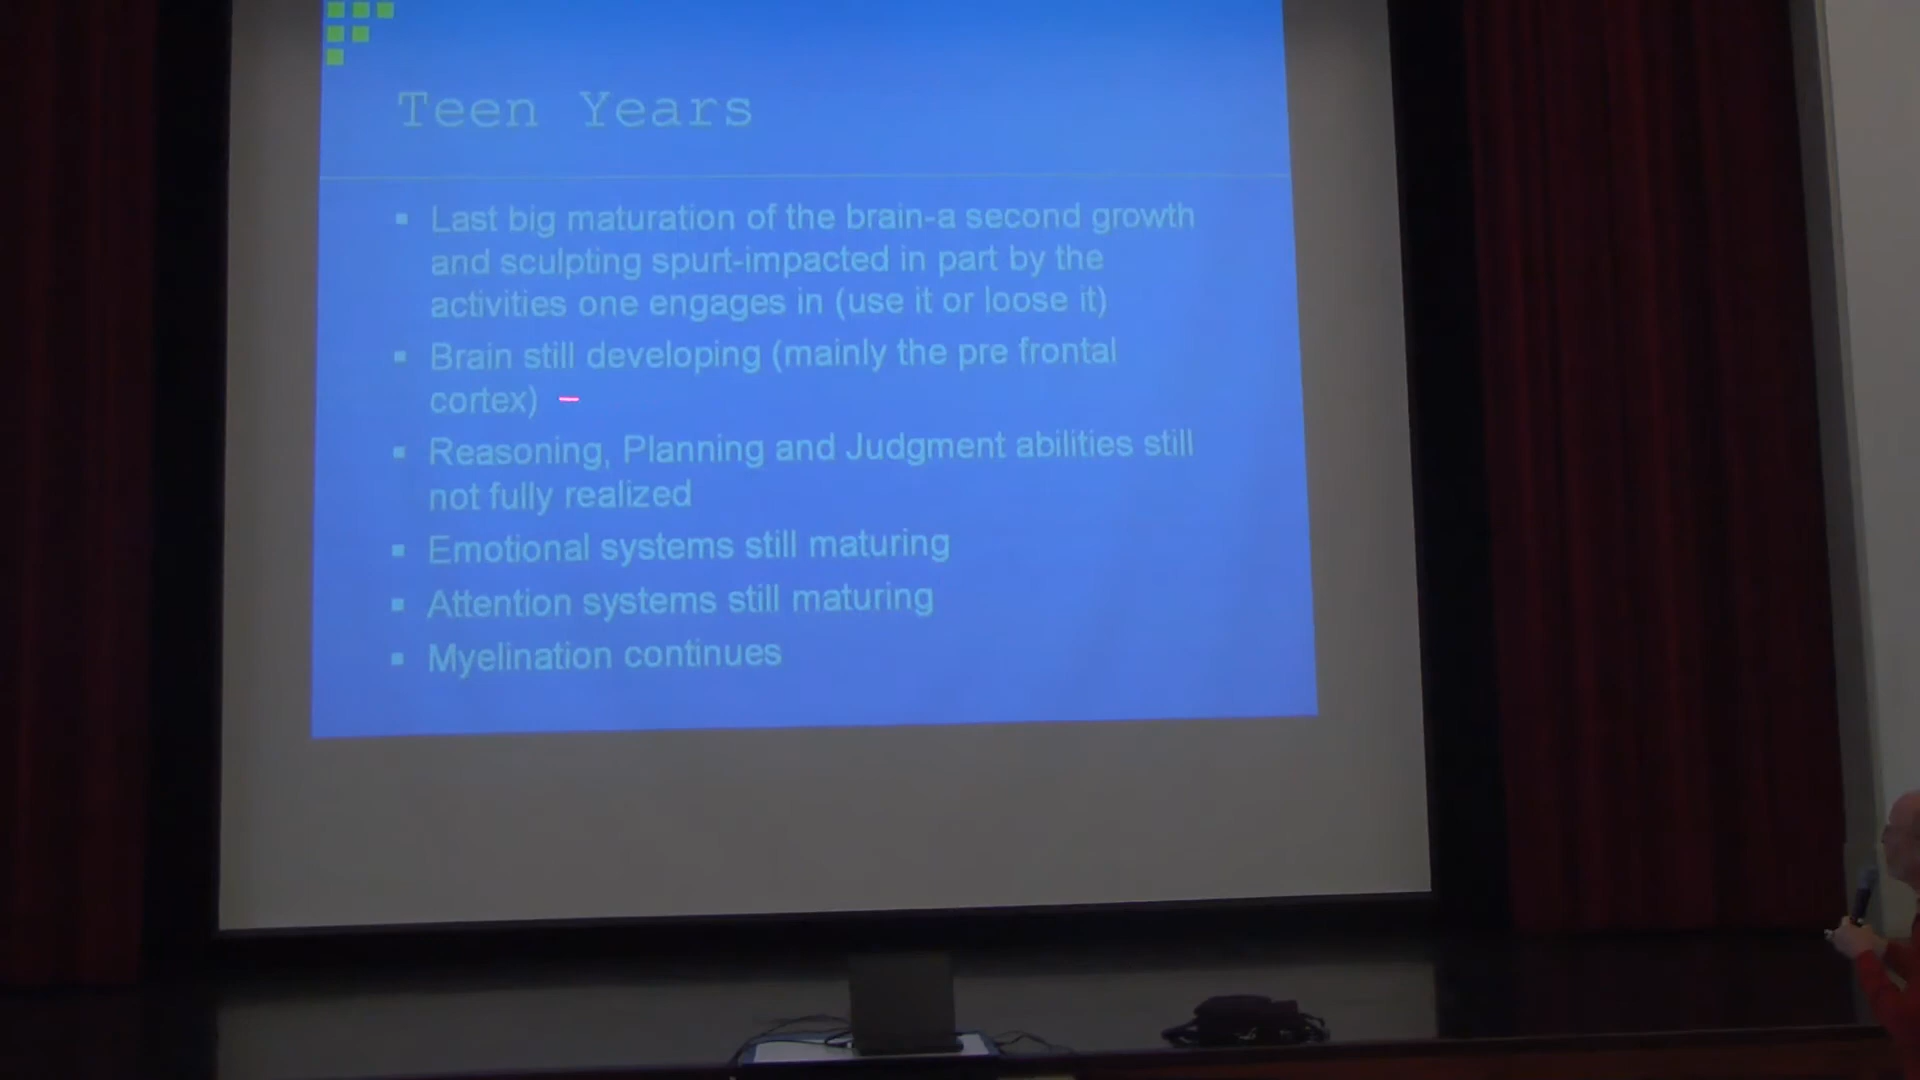 Teen Years
Last big maturation of the brain-a second growth
and sculpting spurt-impacted in part by the
activities one engages in (use it or loose it)
Brain still developing (mainly the pre frontal
cortex)
Reasoning, Planning and Judgment abilities still
not fully realized
Emotional systems still maturing
Attention systems still maturing
Myelination continues